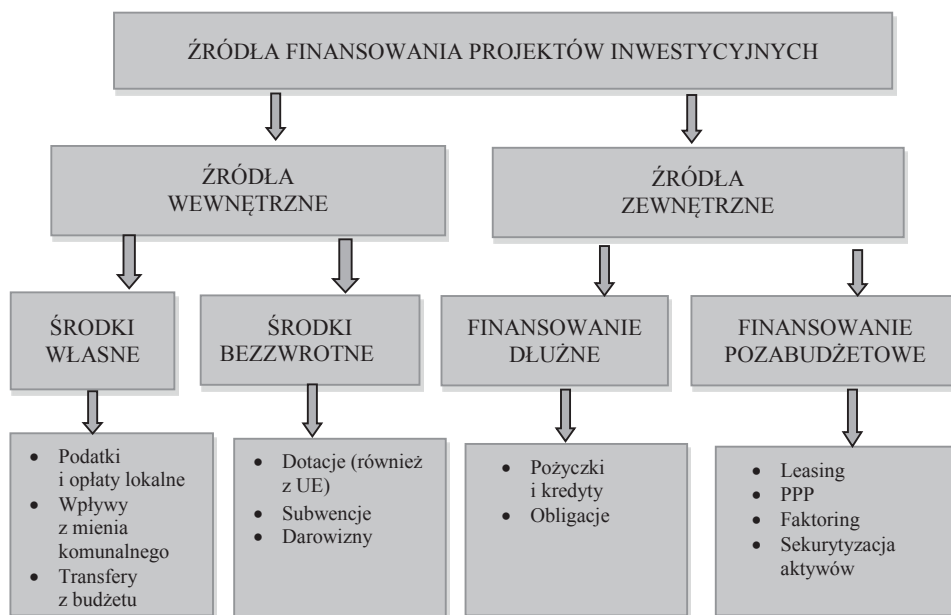 ŹRÓDŁA FINANSOWANIA PROJEKTÓW INWESTYCYJNYCH
ŹRÓDŁA
WEWNĘTRZNE
ŹRÓDŁA
ZEWNĘTRZNE
ŚRODKI
WŁASNE
ŚRODKI
BEZZWROTNE
FINANSOWANIE
DŁUŻNE
FINANSOWANIE
POZABUDŻETOWE
• Podatki
i opłaty lokalne
• Wpływy
z mienia
komunalnego
• Transfery
z budżetu
• Dotacje (również
z UE)
• Subwencje
• Darowizny
• Pożyczki
i kredyty
• Obligacje
• Leasing
• PPP
• Faktoring
• Sekurytyzacja
aktywów